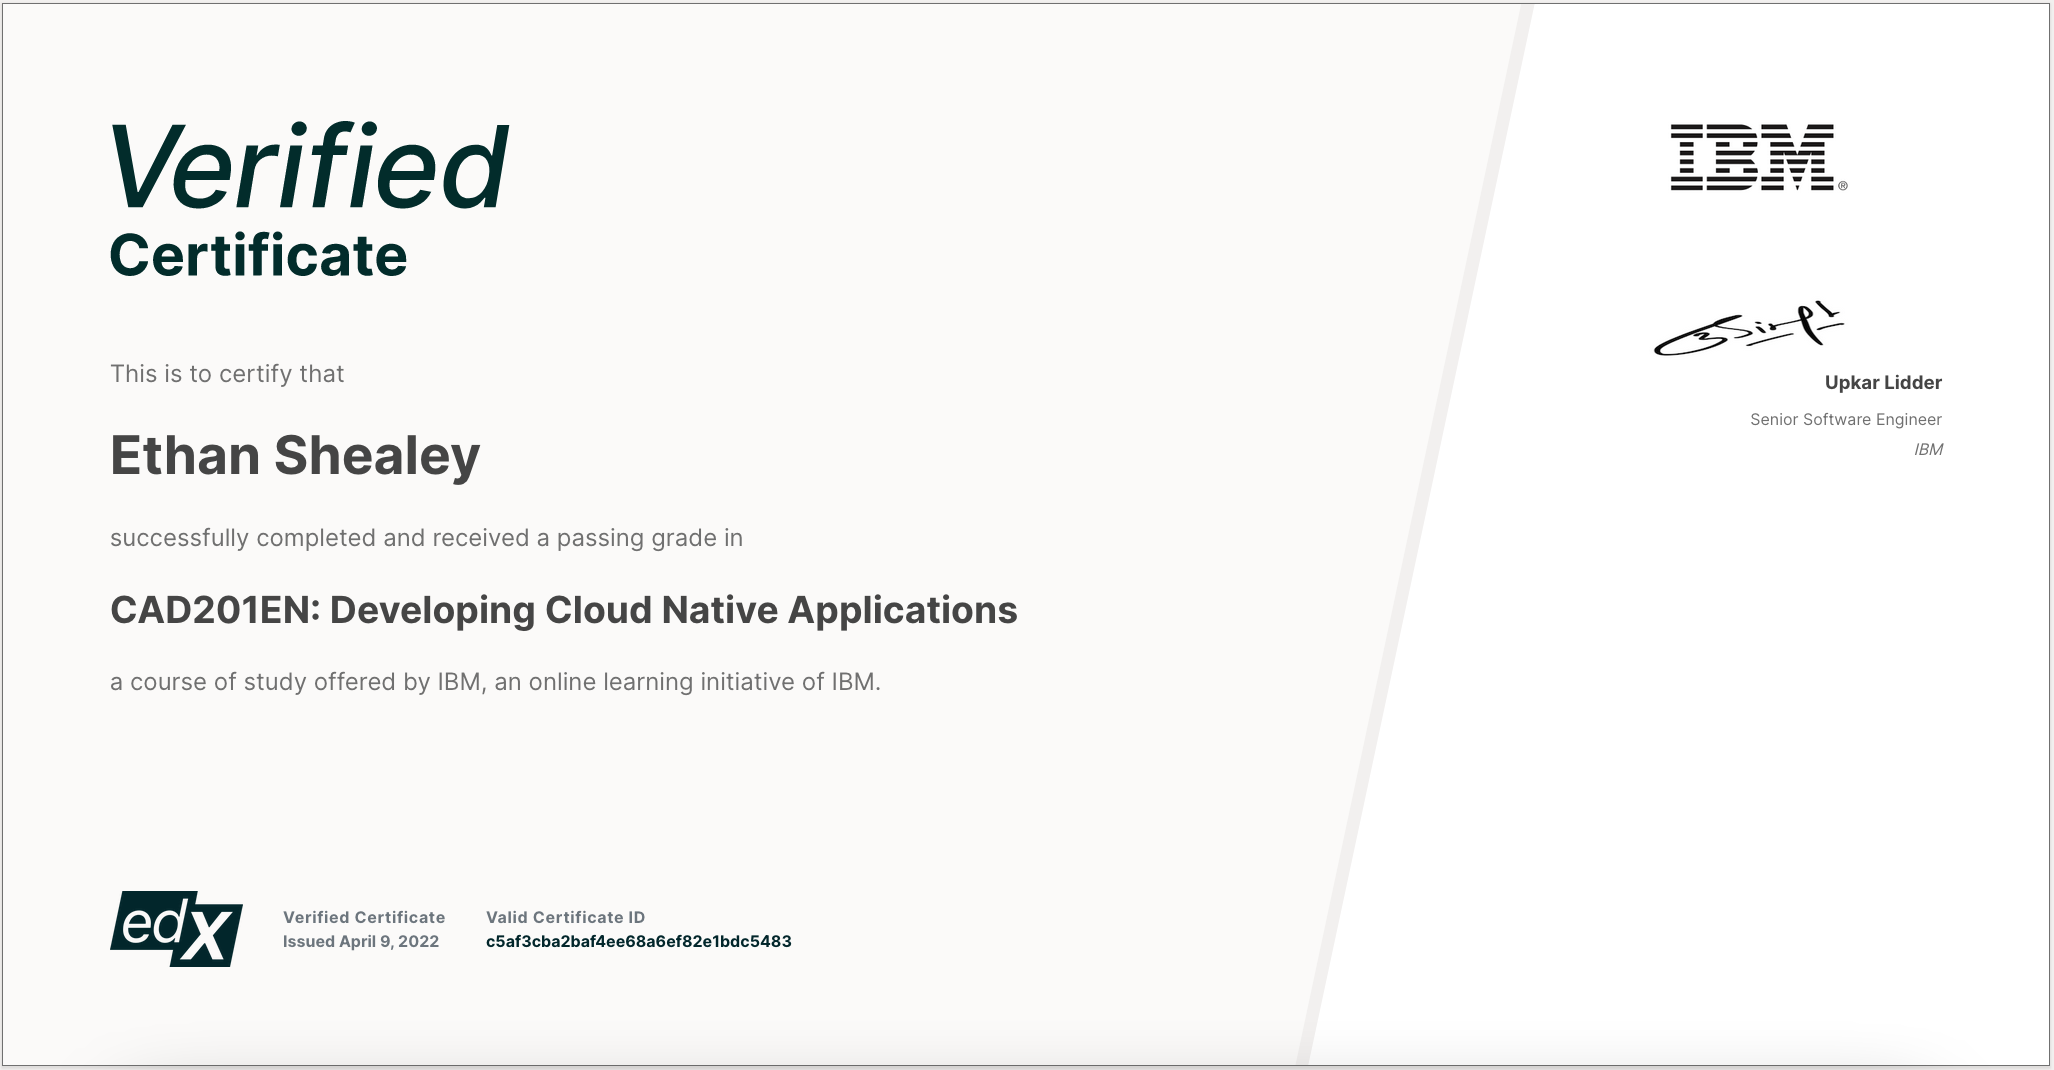 Verified
Certificate
This is to certify that
Ethan Shealey
successfully completed and received a passing grade in
CAD201EN: Developing Cloud Native Applications
a course of study offered by IBM, an online learning initiative of IBM.
edX
Verified Certificate
Issued April 9, 2022
Valid Certificate ID
c5af3cba2baf4ee68a6ef82e1bdc5483
IBM®
Upkar Lidder
Senior Software Engineer
IBM